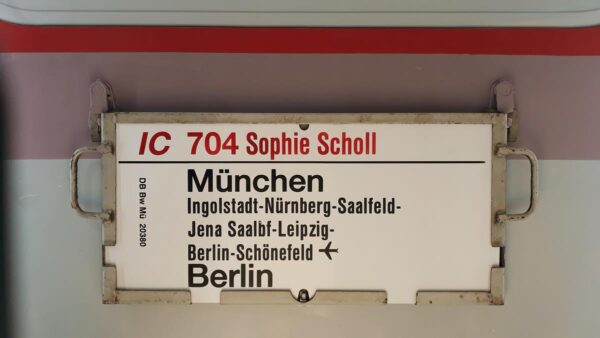 IC 704 Sophie Scholl
München
Ingolstadt-Nürnberg-Saalfeld-
Jena Saalbf-Leipzig-
Berlin-Schönefeld
Berlin
DB Bw Mü 20380